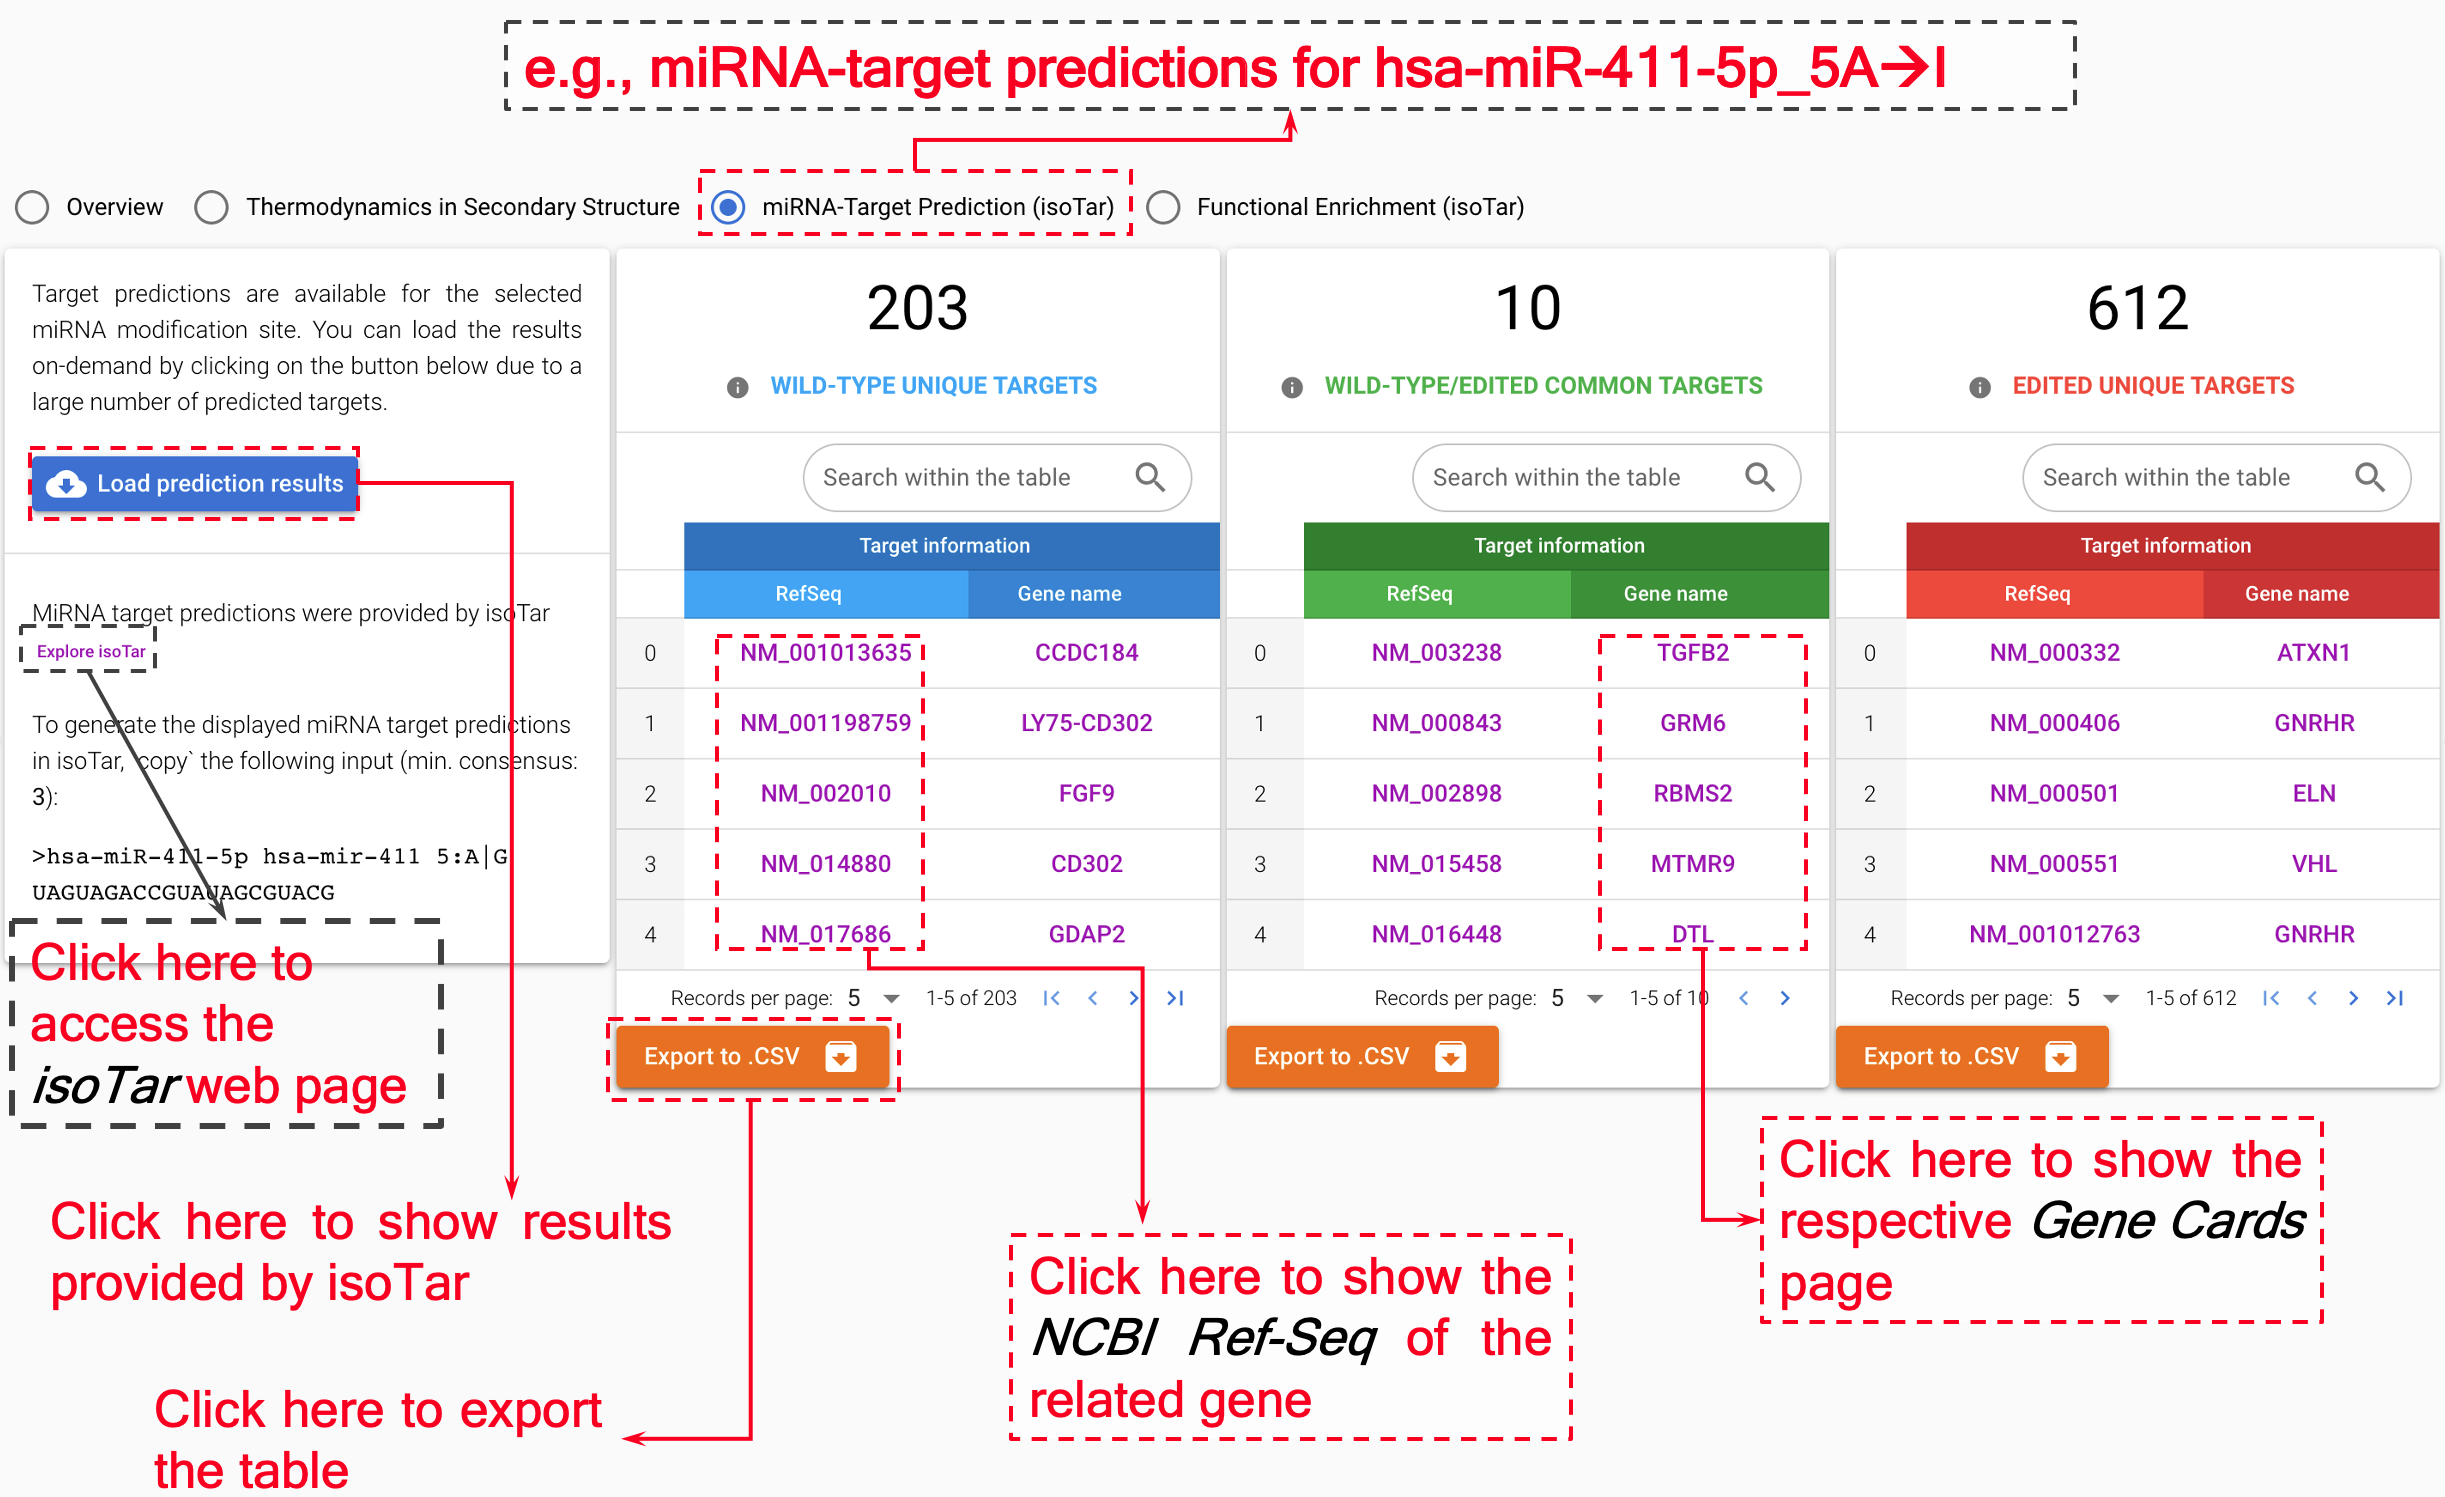 e.g., miRNA-target predictions for hsa-miR-411-5p_5A→I
Overview
Thermodynamics in Secondary Structure
miRNA-Target Prediction (isoTar)
Functional Enrichment (isoTar)
Target predictions are available for the selected
miRNA modification site. You can load the results
on-demand by clicking on the button below due to a
large number of predicted targets.
Load prediction results
MiRNA target predictions were provided by isoTar
Explore isoTar
To generate the displayed miRNA target predictions
in isoTar, `copy` the following input (min. consensus:
3):
>hsa-miR-411-5p hsa-mir-411 5:A|G
UAGUAGACCGUAUAGCGUACG
Click here to
access the
isoTar web page
Click here to show results
provided by isoTar
Click here to export
the table
203
WILD-TYPE UNIQUE TARGETS
Search within the table
Target information
RefSeq Gene name
0 NM_001013635 CCDC184
1 NM_001198759 LY75-CD302
2 NM_002010 FGF9
3 NM_014880 CD302
4 NM_017686 GDAP2
Records per page: 5 1-5 of 203
Export to .CSV
Click here to show the
NCBI Ref-Seq of the
related gene
10
WILD-TYPE/EDITED COMMON TARGETS
Search within the table
Target information
RefSeq Gene name
0 NM_003238 TGFB2
1 NM_000843 GRM6
2 NM_002898 RBMS2
3 NM_015458 MTMR9
4 NM_016448 DTL
Records per page: 5 1-5 of 10
Export to .CSV
Click here to show the
respective Gene Cards
page
612
EDITED UNIQUE TARGETS
Search within the table
Target information
RefSeq Gene name
0 NM_000332 ATXN1
1 NM_000406 GNRHR
2 NM_000501 ELN
3 NM_000551 VHL
4 NM_001012763 GNRHR
Records per page: 5 1-5 of 612
Export to .CSV